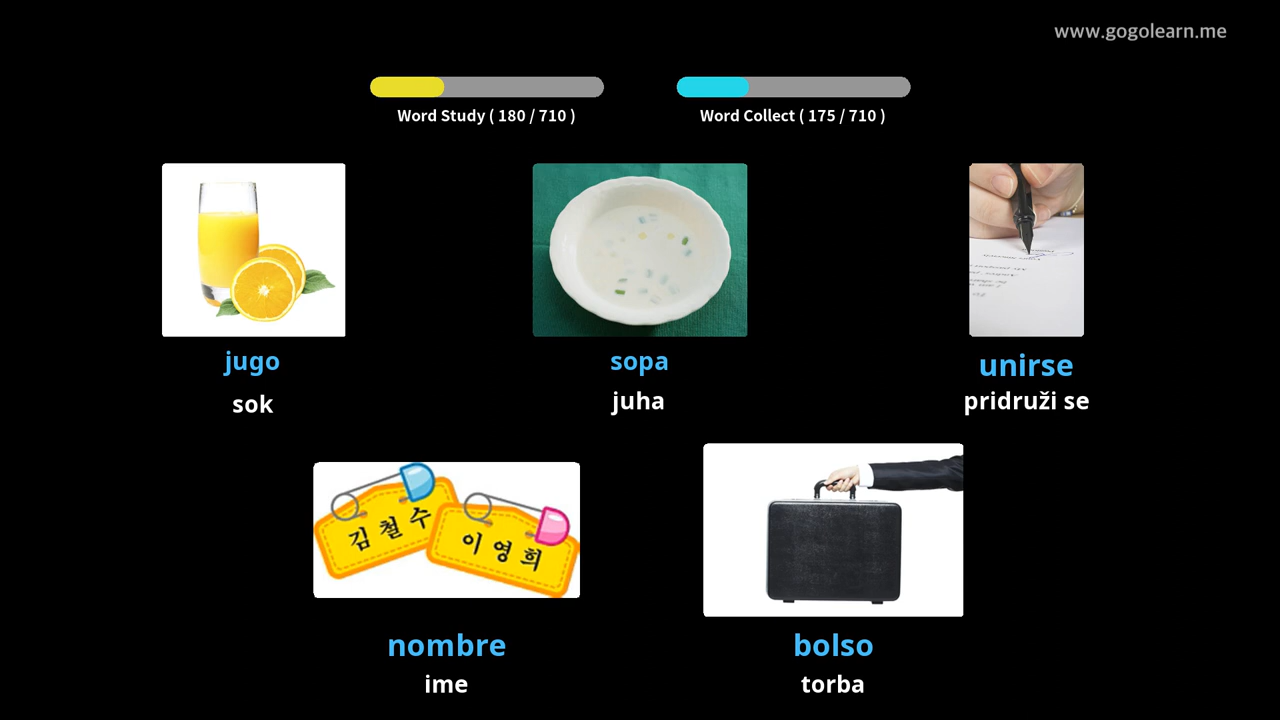 www.gogolearn.me
Word Study ( 180 / 710 )
Word Collect ( 175 / 710 )
jugo
sopa
unirse
sok
juha
pridruži se
김철수
이영희
nombre
bolso
ime
torba